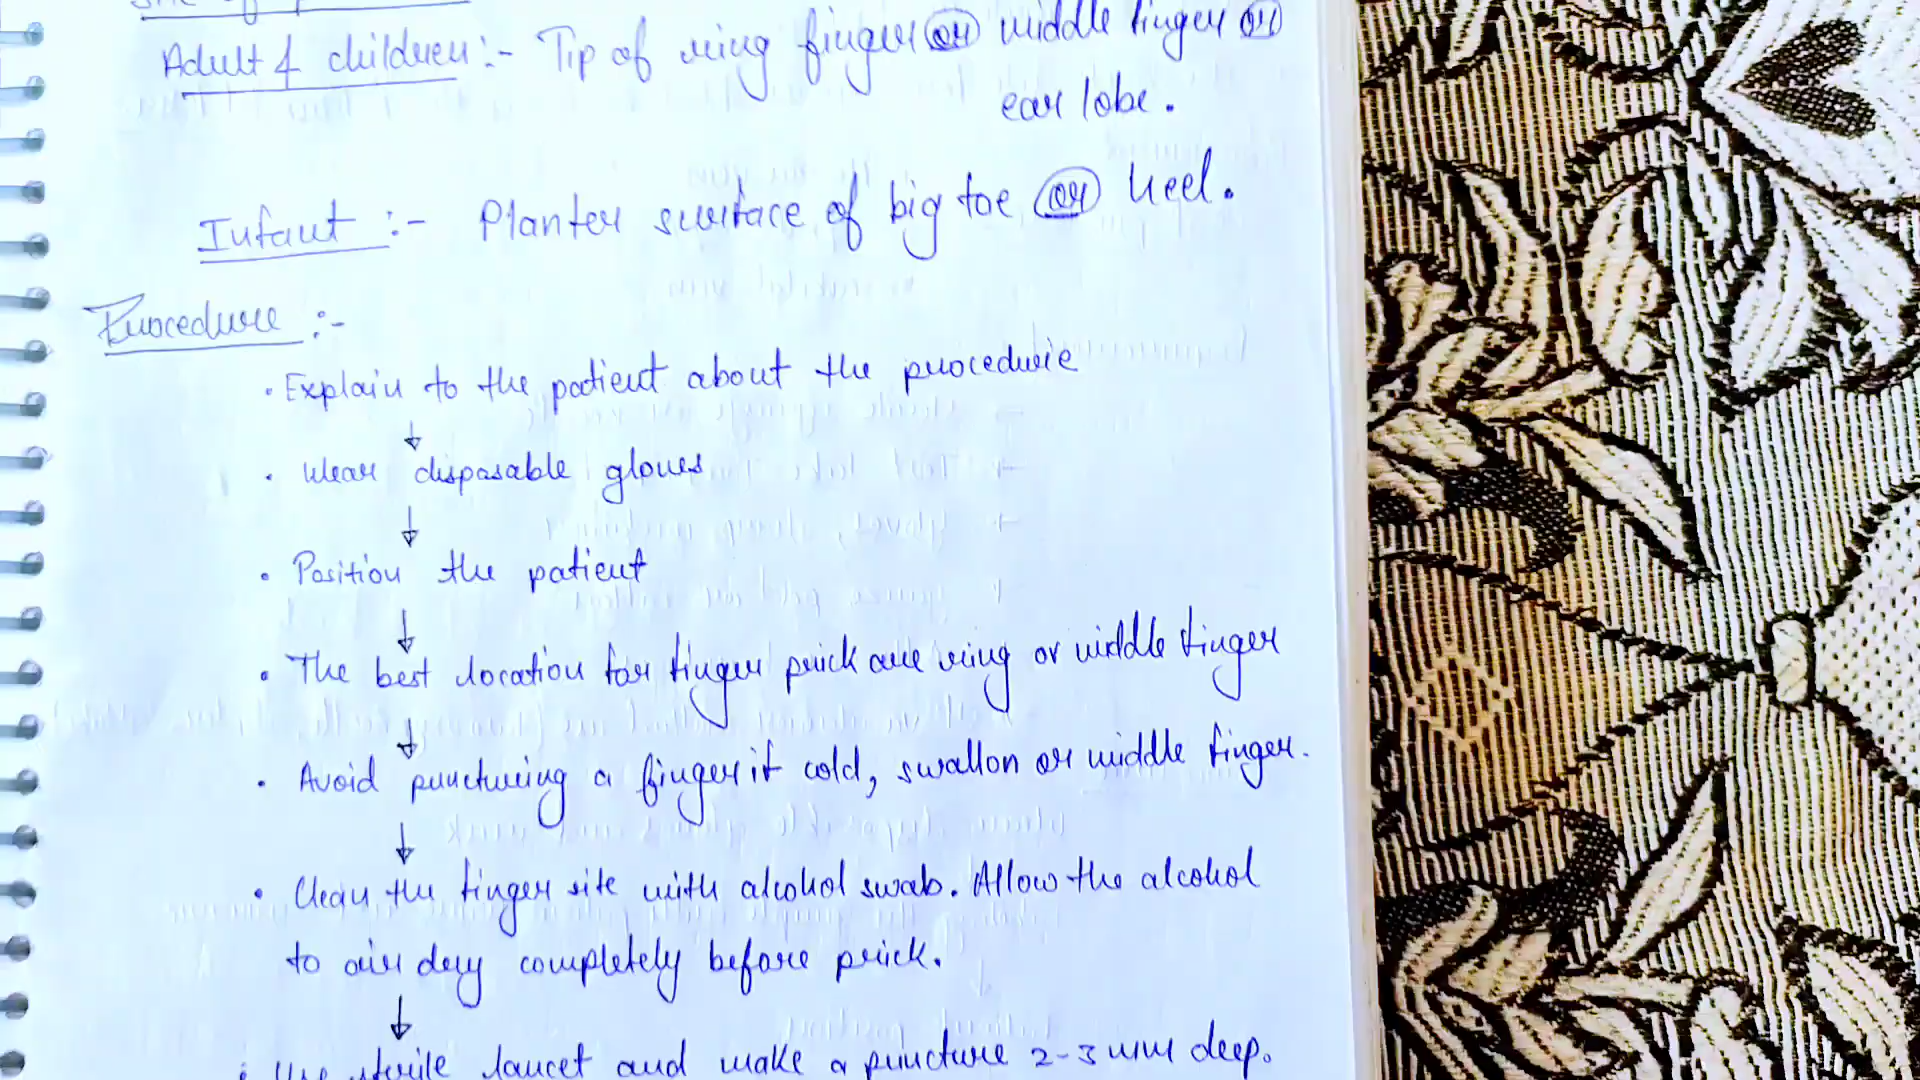 Adult & children :- Tip of ring finger or middle finger or
ear lobe.
Infant :- Planter surface of big toe or heel.
Procedure :-
• Explain to the patient about the procedure
↓
• Wear dispasable gloves
↓
• Position the patient
↓
• The best location for finger prick are ring or middle finger
↓
• Avoid puncturing a finger if cold, swallon or middle finger.
↓
• Clean the finger site with alcohol swab. Allow the alcohol
to air dry completely before prick.
↓
• Use sterile lancet and make a puncture 2-3 mm deep.